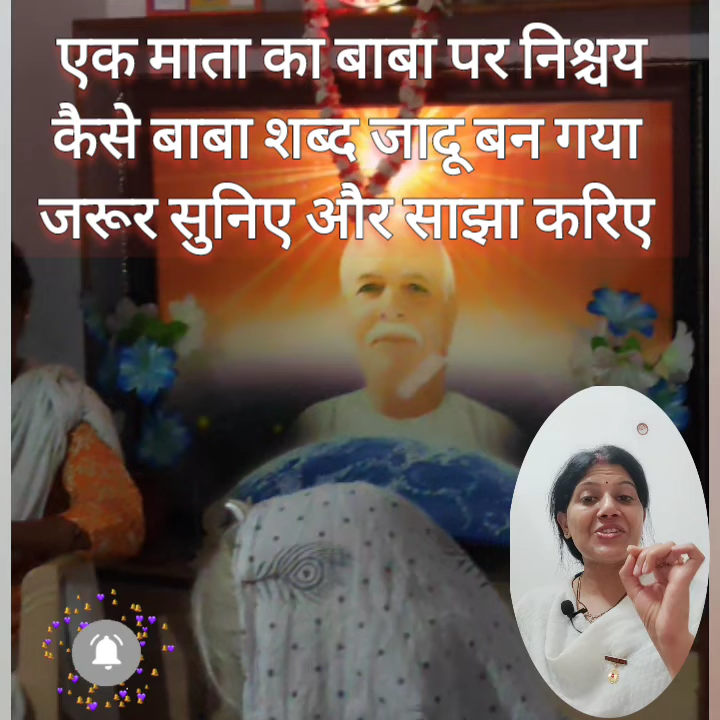 एक माता का बाबा पर निश्चय
कैसे बाबा शब्द जादू बन गया
जरूर सुनिए और साझा करिए